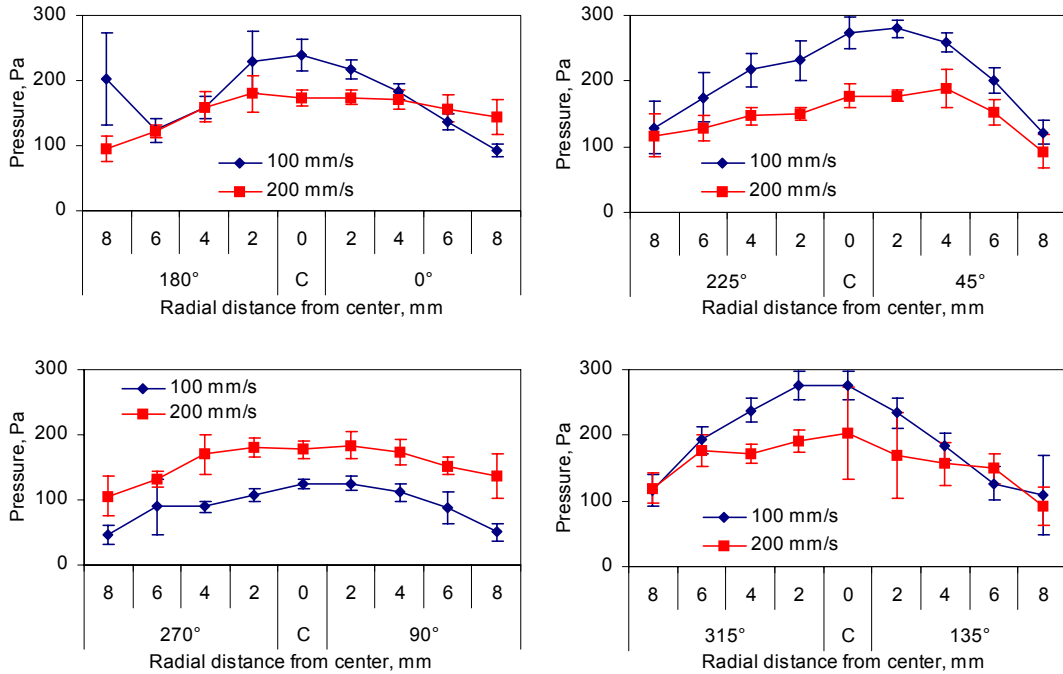 300
200
100
0
Pressure, Pa
100 mm/s
200 mm/s
8 6 4 2 0 2 4 6 8
180° C 0°
Radial distance from center, mm
300
200
100
0
Pressure, Pa
100 mm/s
200 mm/s
8 6 4 2 0 2 4 6 8
225° C 45°
Radial distance from center, mm
300
200
100
0
Pressure, Pa
100 mm/s
200 mm/s
8 6 4 2 0 2 4 6 8
270° C 90°
Radial distance from center, mm
300
200
100
0
Pressure, Pa
100 mm/s
200 mm/s
8 6 4 2 0 2 4 6 8
315° C 135°
Radial distance from center, mm